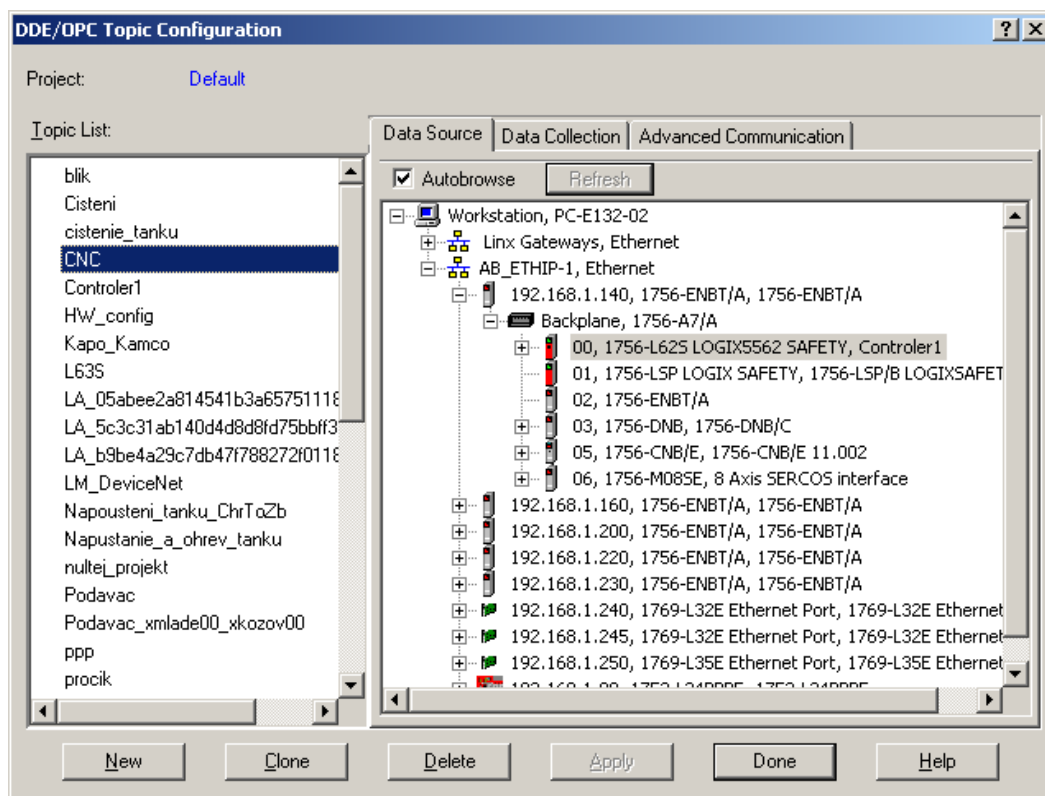 DDE/OPC Topic Configuration
Project: Default
Topic List:
blik
Cisteni
cistenie_tanku
CNC
Controler1
HW_config
Kapo_Kamco
L63S
LA_05abee2a814541b3a65751118
LA_5c3c31ab140d4d8d8fd75bbff3
LA_b9be4a29c7db47f788272f0118
LM_DeviceNet
Napousteni_tanku_ChrToZb
Napustanie_a_ohrev_tanku
nultej_projekt
Podavac
Podavac_xmlade00_xkozov00
ppp
procik
Data Source Data Collection Advanced Communication
Autobrowse Refresh
Workstation, PC-E132-02
Linx Gateways, Ethernet
AB_ETHIP-1, Ethernet
192.168.1.140, 1756-ENBT/A, 1756-ENBT/A
Backplane, 1756-A7/A
00, 1756-L62S LOGIX5562 SAFETY, Controler1
01, 1756-LSP LOGIX SAFETY, 1756-LSP/B LOGIXSAFET
02, 1756-ENBT/A
03, 1756-DNB, 1756-DNB/C
05, 1756-CNB/E, 1756-CNB/E 11.002
06, 1756-M08SE, 8 Axis SERCOS interface
192.168.1.160, 1756-ENBT/A, 1756-ENBT/A
192.168.1.200, 1756-ENBT/A, 1756-ENBT/A
192.168.1.220, 1756-ENBT/A, 1756-ENBT/A
192.168.1.230, 1756-ENBT/A, 1756-ENBT/A
192.168.1.240, 1769-L32E Ethernet Port, 1769-L32E Ethernet
192.168.1.245, 1769-L32E Ethernet Port, 1769-L32E Ethernet
192.168.1.250, 1769-L35E Ethernet Port, 1769-L35E Ethernet
New Clone Delete Apply Done Help